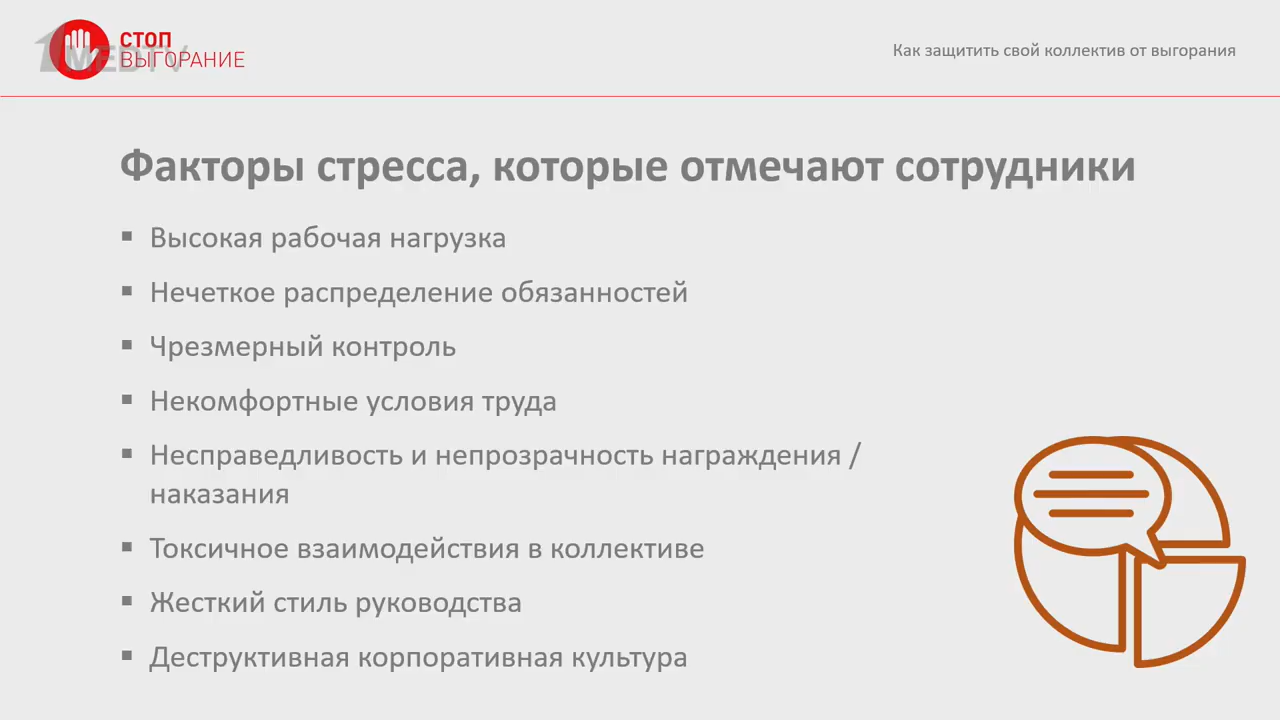 СТОП
ВЫГОРАНИЕ
1MEDTV
Как защитить свой коллектив от выгорания
Факторы стресса, которые отмечают сотрудники
▪ Высокая рабочая нагрузка
▪ Нечеткое распределение обязанностей
▪ Чрезмерный контроль
▪ Некомфортные условия труда
▪ Несправедливость и непрозрачность награждения /
наказания
▪ Токсичное взаимодействия в коллективе
▪ Жесткий стиль руководства
▪ Деструктивная корпоративная культура